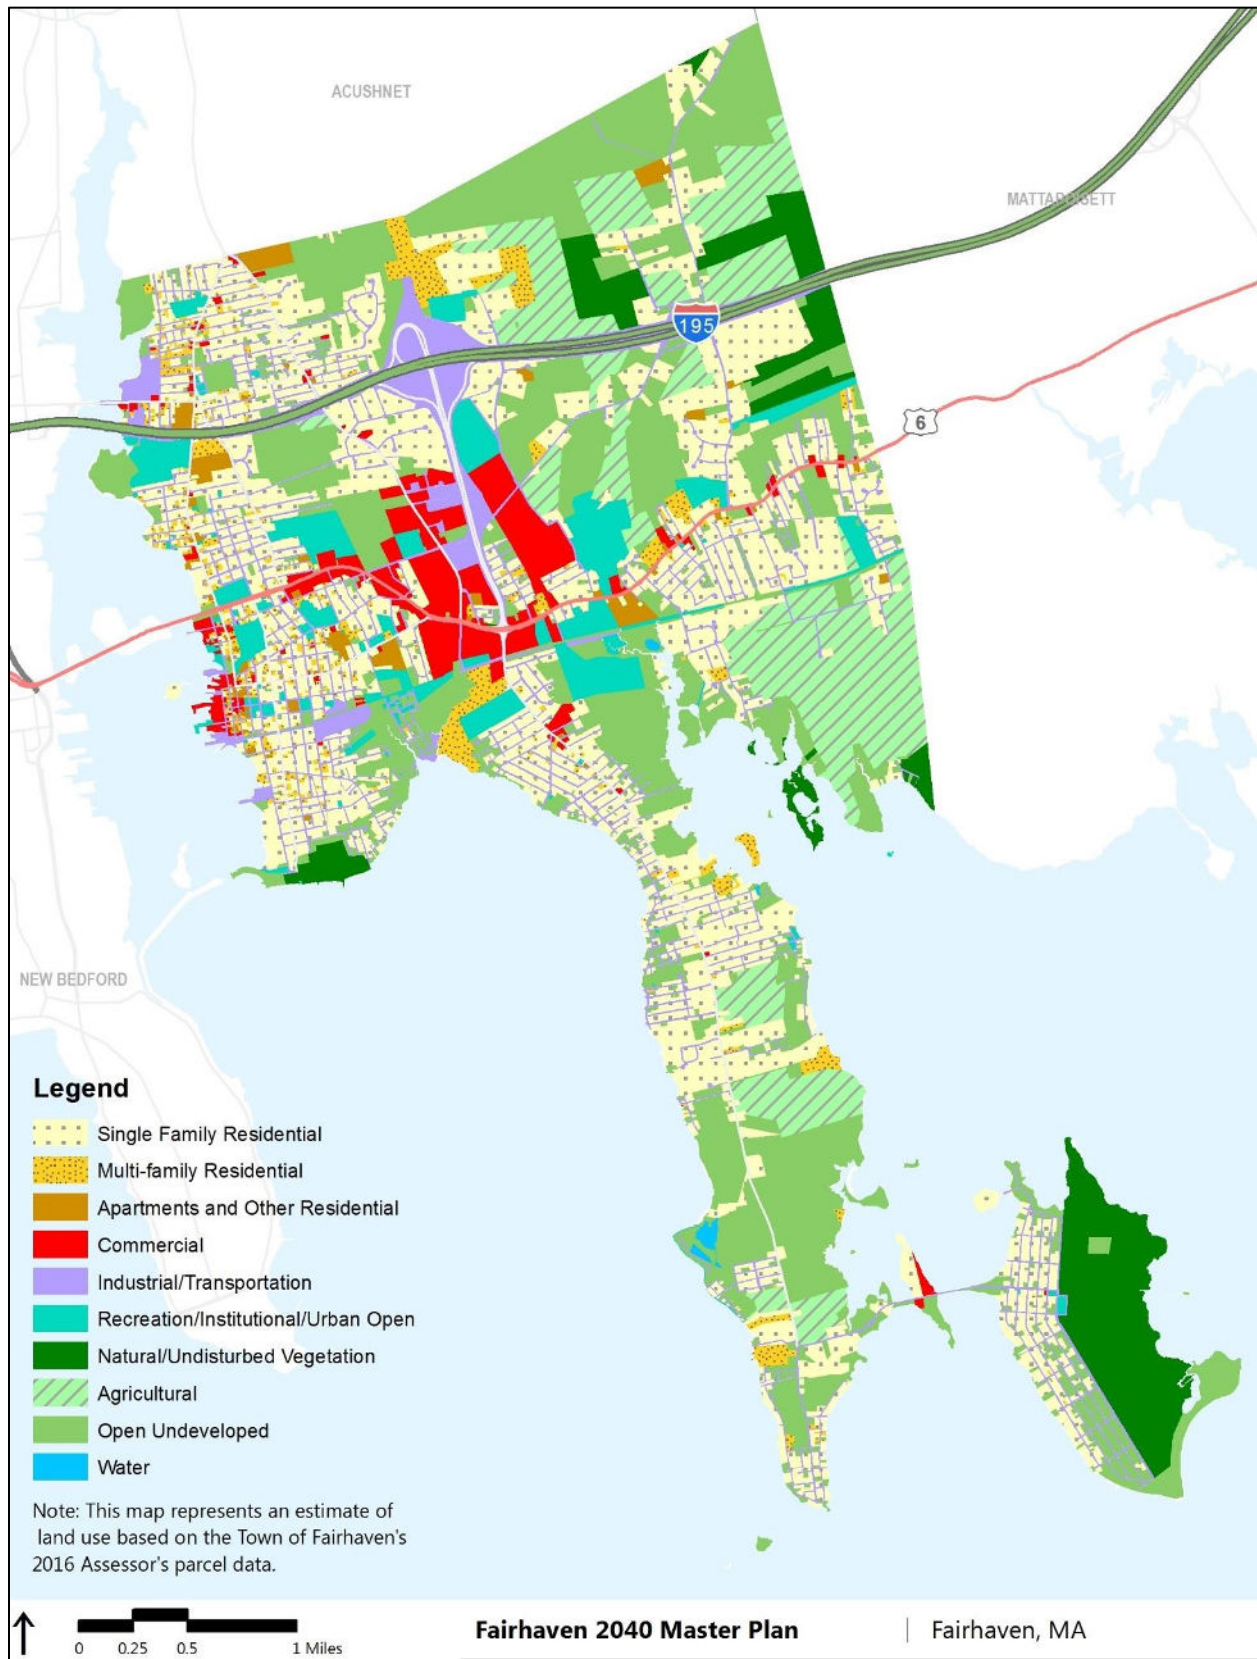 ACUSHNET
MATTAPOISETT
195
6
NEW BEDFORD
Legend
Single Family Residential
Multi-family Residential
Apartments and Other Residential
Commercial
Industrial/Transportation
Recreation/Institutional/Urban Open
Natural/Undisturbed Vegetation
Agricultural
Open Undeveloped
Water
Note: This map represents an estimate of
land use based on the Town of Fairhaven's
2016 Assessor's parcel data.
0 0.25 0.5 1 Miles
Fairhaven 2040 Master Plan | Fairhaven, MA